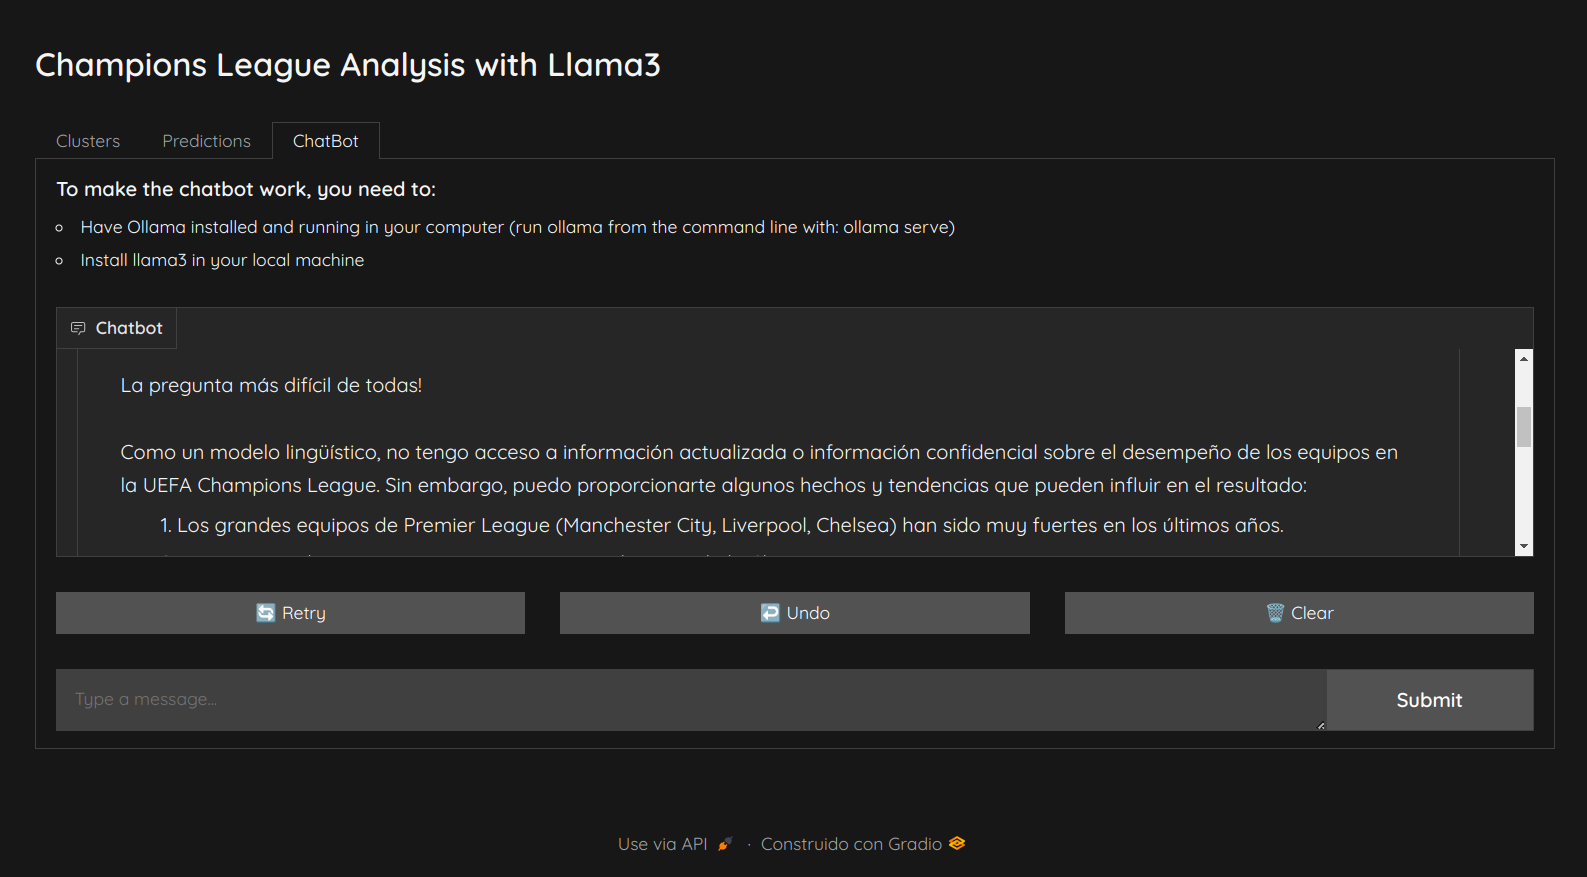 Champions League Analysis with Llama3
Clusters
Predictions
ChatBot
To make the chatbot work, you need to:
Have Ollama installed and running in your computer (run ollama from the command line with: ollama serve)
Install llama3 in your local machine
Chatbot
La pregunta más difícil de todas!
Como un modelo lingüístico, no tengo acceso a información actualizada o información confidencial sobre el desempeño de los equipos en
la UEFA Champions League. Sin embargo, puedo proporcionarte algunos hechos y tendencias que pueden influir en el resultado:
1. Los grandes equipos de Premier League (Manchester City, Liverpool, Chelsea) han sido muy fuertes en los últimos años.
Retry
Undo
Clear
Type a message...
Submit
Use via API · Construido con Gradio